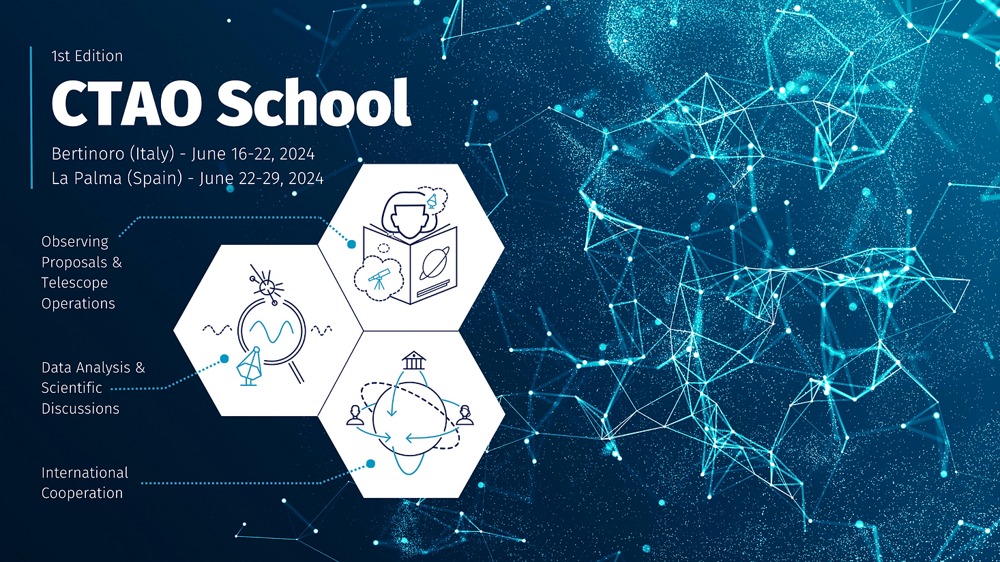 1st Edition
CTAO School
Bertinoro (Italy) - June 16-22, 2024
La Palma (Spain) - June 22-29, 2024
Observing
Proposals &
Telescope
Operations
Data Analysis &
Scientific
Discussions
International
Cooperation